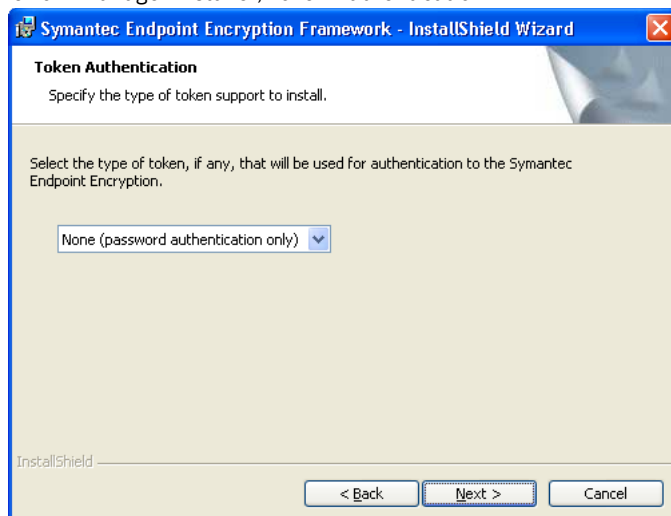 Symantec Endpoint Encryption Framework - InstallShield Wizard
Token Authentication
Specify the type of token support to install.
Select the type of token, if any, that will be used for authentication to the Symantec
Endpoint Encryption.
None (password authentication only)
InstallShield
< Back
Next >
Cancel